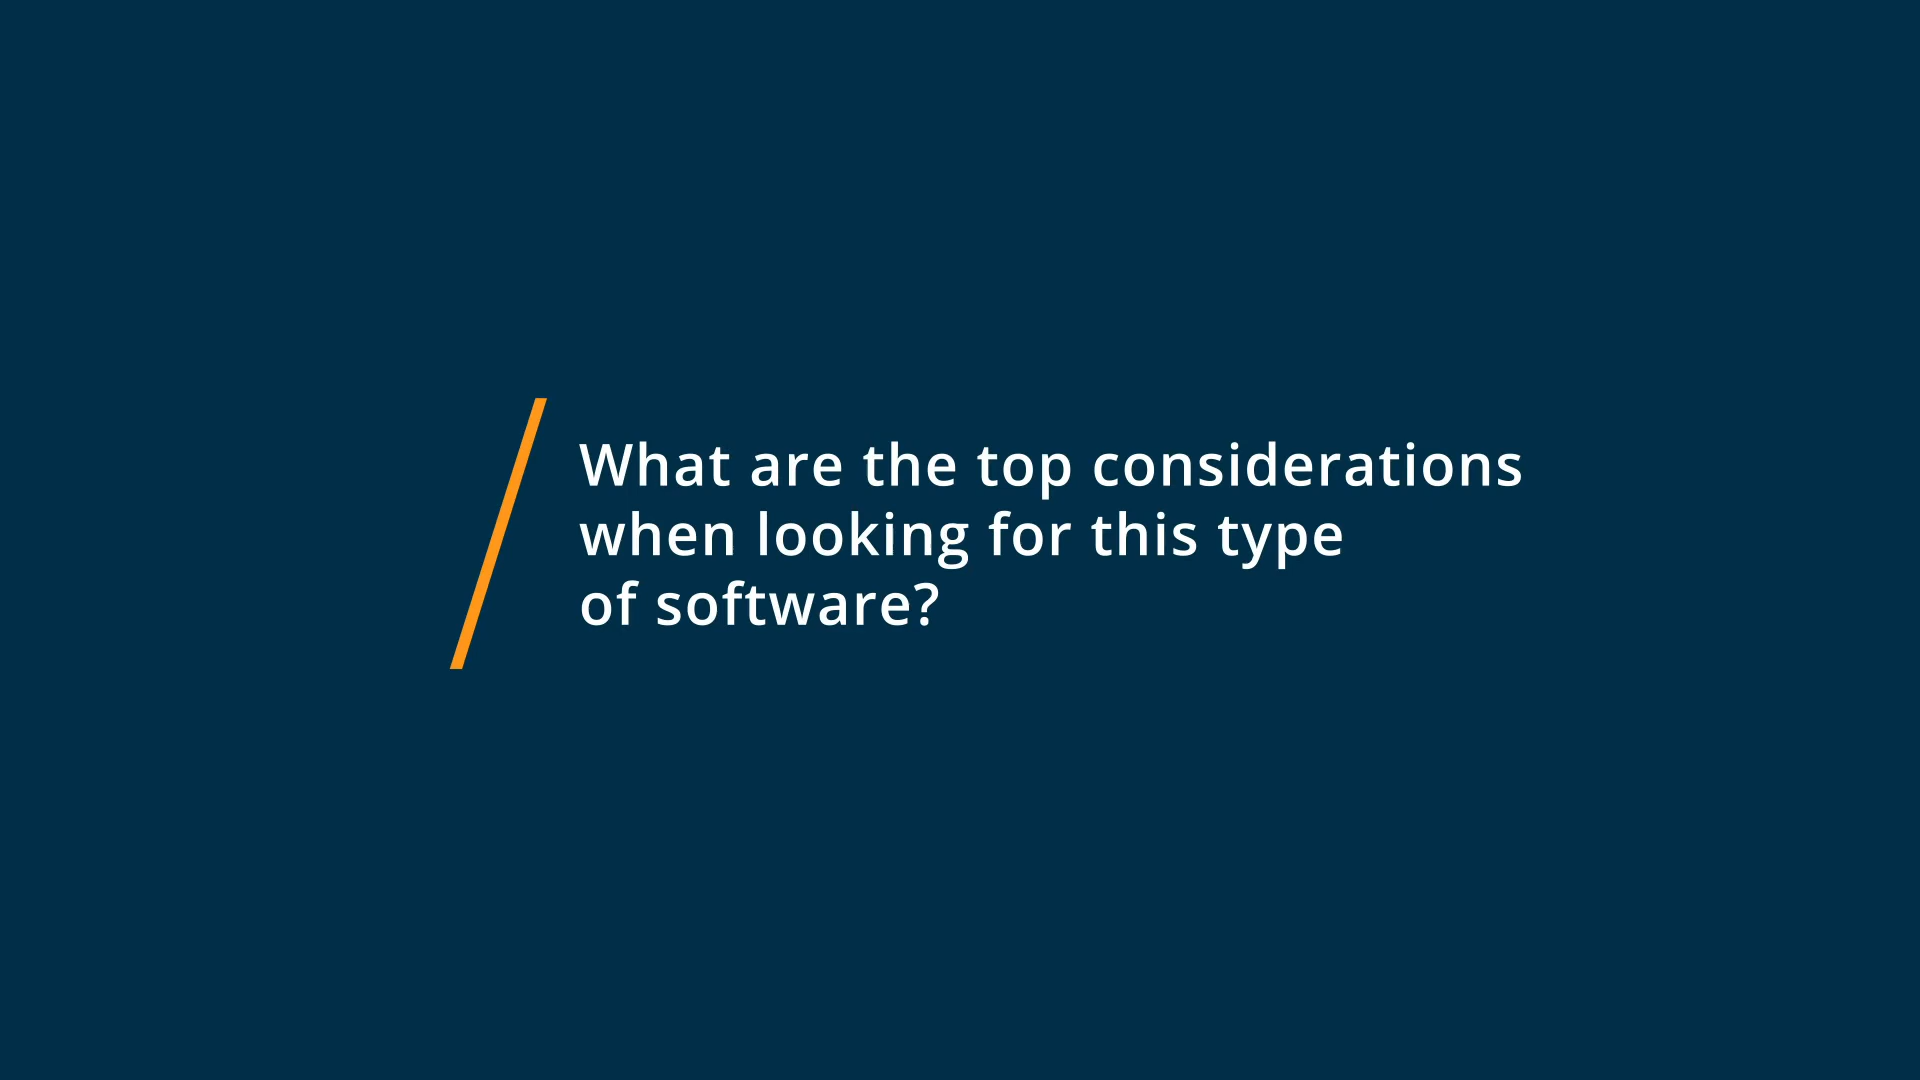 What are the top considerations
when looking for this type
of software?